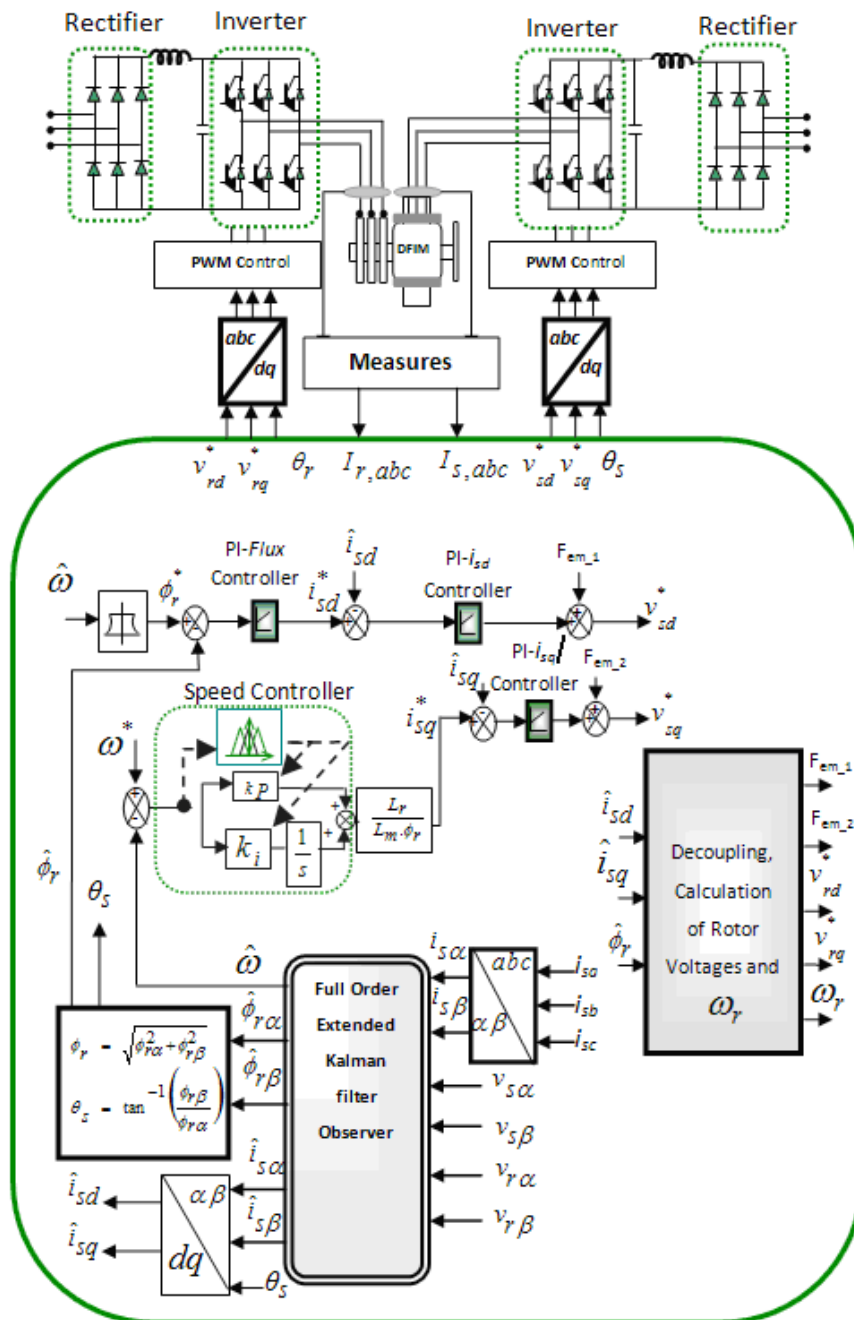 Rectifier
Inverter
Inverter
Rectifier
DFIM
PWM Control
PWM Control
abc
dq
Measures
abc
dq
v*rd v*rq θr Ir,abc Is,abc v*sd v*sq θs
ω̂
ϕr*
PI-Flux
Controller
i*sd
îsd
PI-isd
Controller
Fem_1
v*sd
PI-isq
Controller
îsq
Fem_2
i*sq
v*sq
Speed Controller
ω*
kP
ki
1
s
Lr
Lm.ϕr
ϕ̂r
θs
îsd
îsq
ϕ̂r
Decoupling,
Calculation
of Rotor
Voltages and
ωr
Fem_1
Fem_2
v*rd
v*rq
ωr
ω̂
ϕ̂rα
ϕ̂rβ
îsα
îsβ
Full Order
Extended
Kalman
filter
Observer
isα
isβ
abc
αβ
isa
isb
isc
vsα
vsβ
vrα
vrβ
ϕr = √(ϕ²rα+ϕ²rβ)
θs = tan⁻¹(ϕrβ/ϕrα)
îsd
îsq
αβ
dq
θs